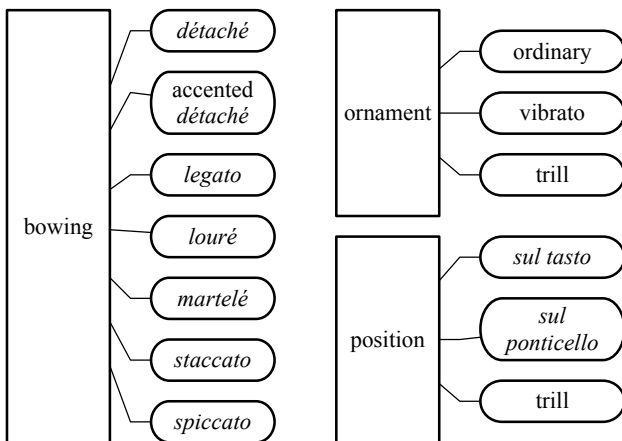 bowing
détaché
accented
détaché
legato
louré
martelé
staccato
spiccato
ornament
ordinary
vibrato
trill
position
sul tasto
sul
ponticello
trill